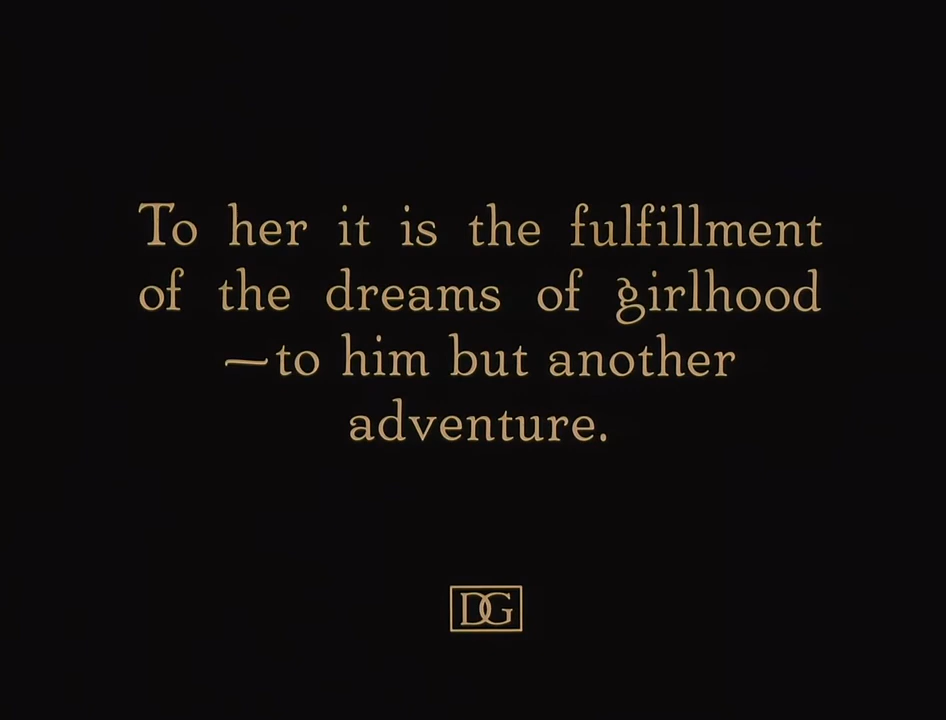 To her it is the fulfillment
of the dreams of girlhood
—to him but another
adventure.
DG